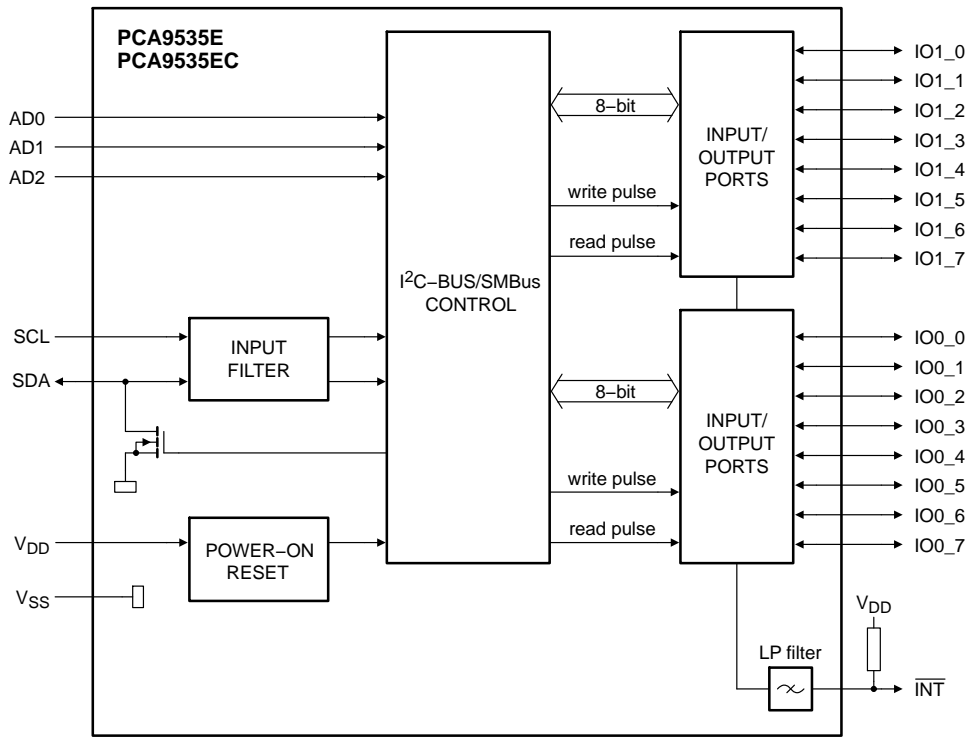 PCA9535E
PCA9535EC
AD0
AD1
AD2
SCL
SDA
VDD
VSS
INPUT
FILTER
POWER–ON
RESET
I2C–BUS/SMBus
CONTROL
8–bit
write pulse
read pulse
8–bit
write pulse
read pulse
INPUT/
OUTPUT
PORTS
INPUT/
OUTPUT
PORTS
IO1_0
IO1_1
IO1_2
IO1_3
IO1_4
IO1_5
IO1_6
IO1_7
IO0_0
IO0_1
IO0_2
IO0_3
IO0_4
IO0_5
IO0_6
IO0_7
VDD
LP filter
INT